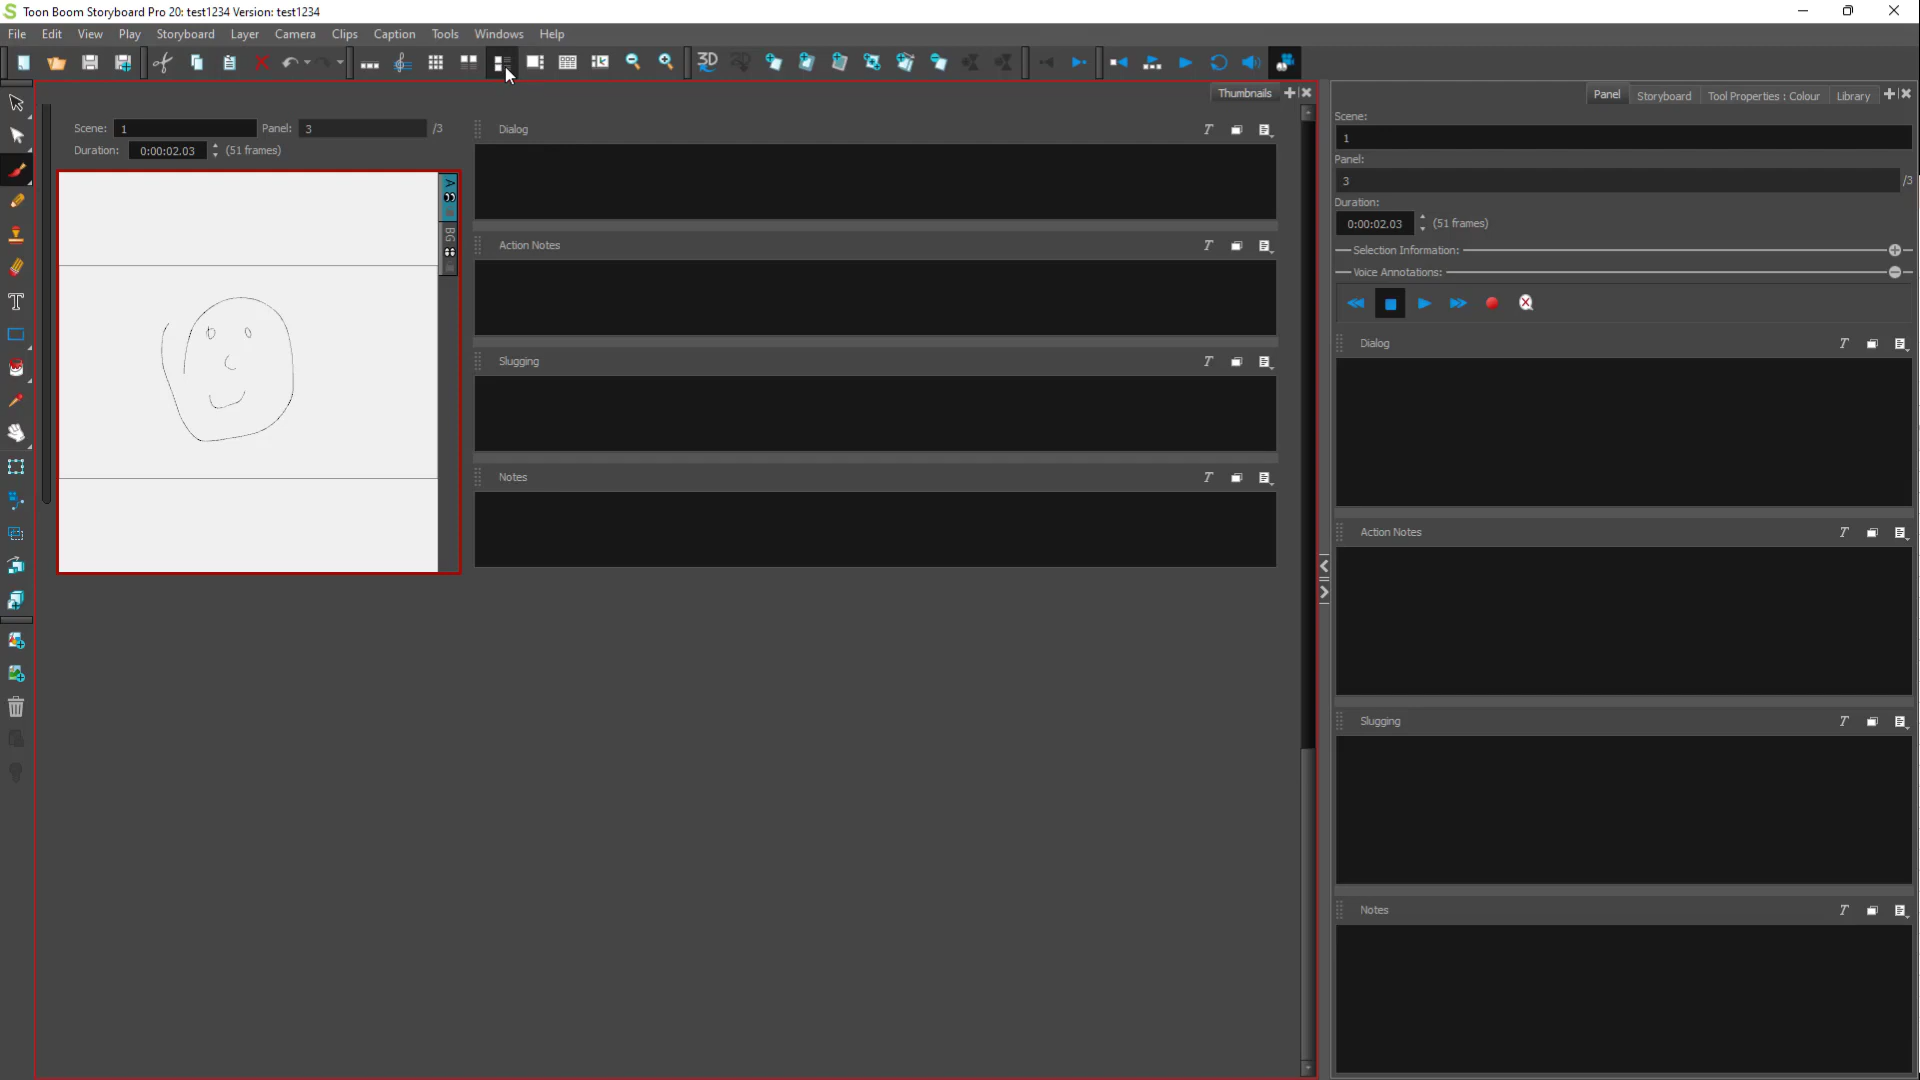 Toon Boom Storyboard Pro 20: test1234 Version: test1234
File Edit View Play Storyboard Layer Camera Clips Caption Tools Windows Help
3D
Thumbnails
Scene: 1 Panel: 3 /3
Duration: 0:00:02.03 (51 frames)
A
BG
Dialog
Action Notes
Slugging
Notes
Panel Storyboard Tool Properties : Colour Library
Scene:
1
Panel:
3 /3
Duration:
0:00:02.03 (51 frames)
Selection Information:
Voice Annotations:
Dialog
Action Notes
Slugging
Notes